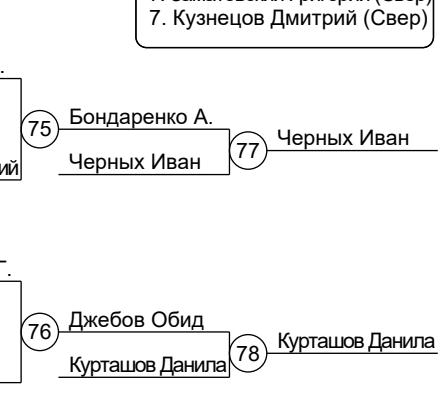 7. Кузнецов Дмитрий (Свер)
75
Бондаренко А.
Черных Иван
77
Черных Иван
76
Джебов Обид
Курташов Данила
78
Курташов Данила